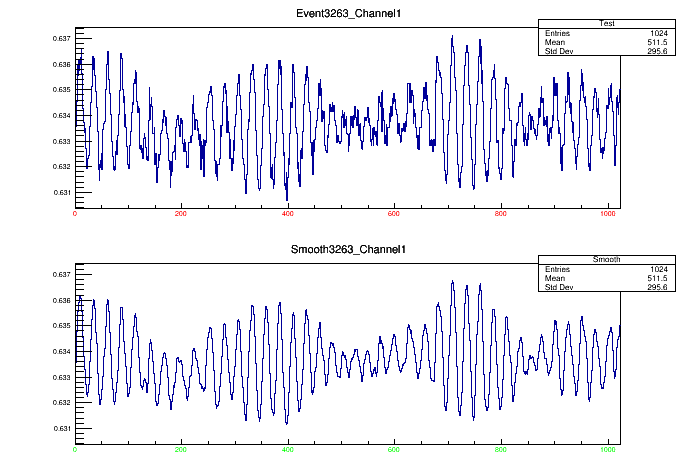 Event3263_Channel1
Test
Entries 1024
Mean 511.5
Std Dev 295.6
0.637
0.636
0.635
0.634
0.633
0.632
0.631
0 200 400 600 800 1000
Smooth3263_Channel1
Smooth
Entries 1024
Mean 511.5
Std Dev 295.6
0.637
0.636
0.635
0.634
0.633
0.632
0.631
0 200 400 600 800 1000